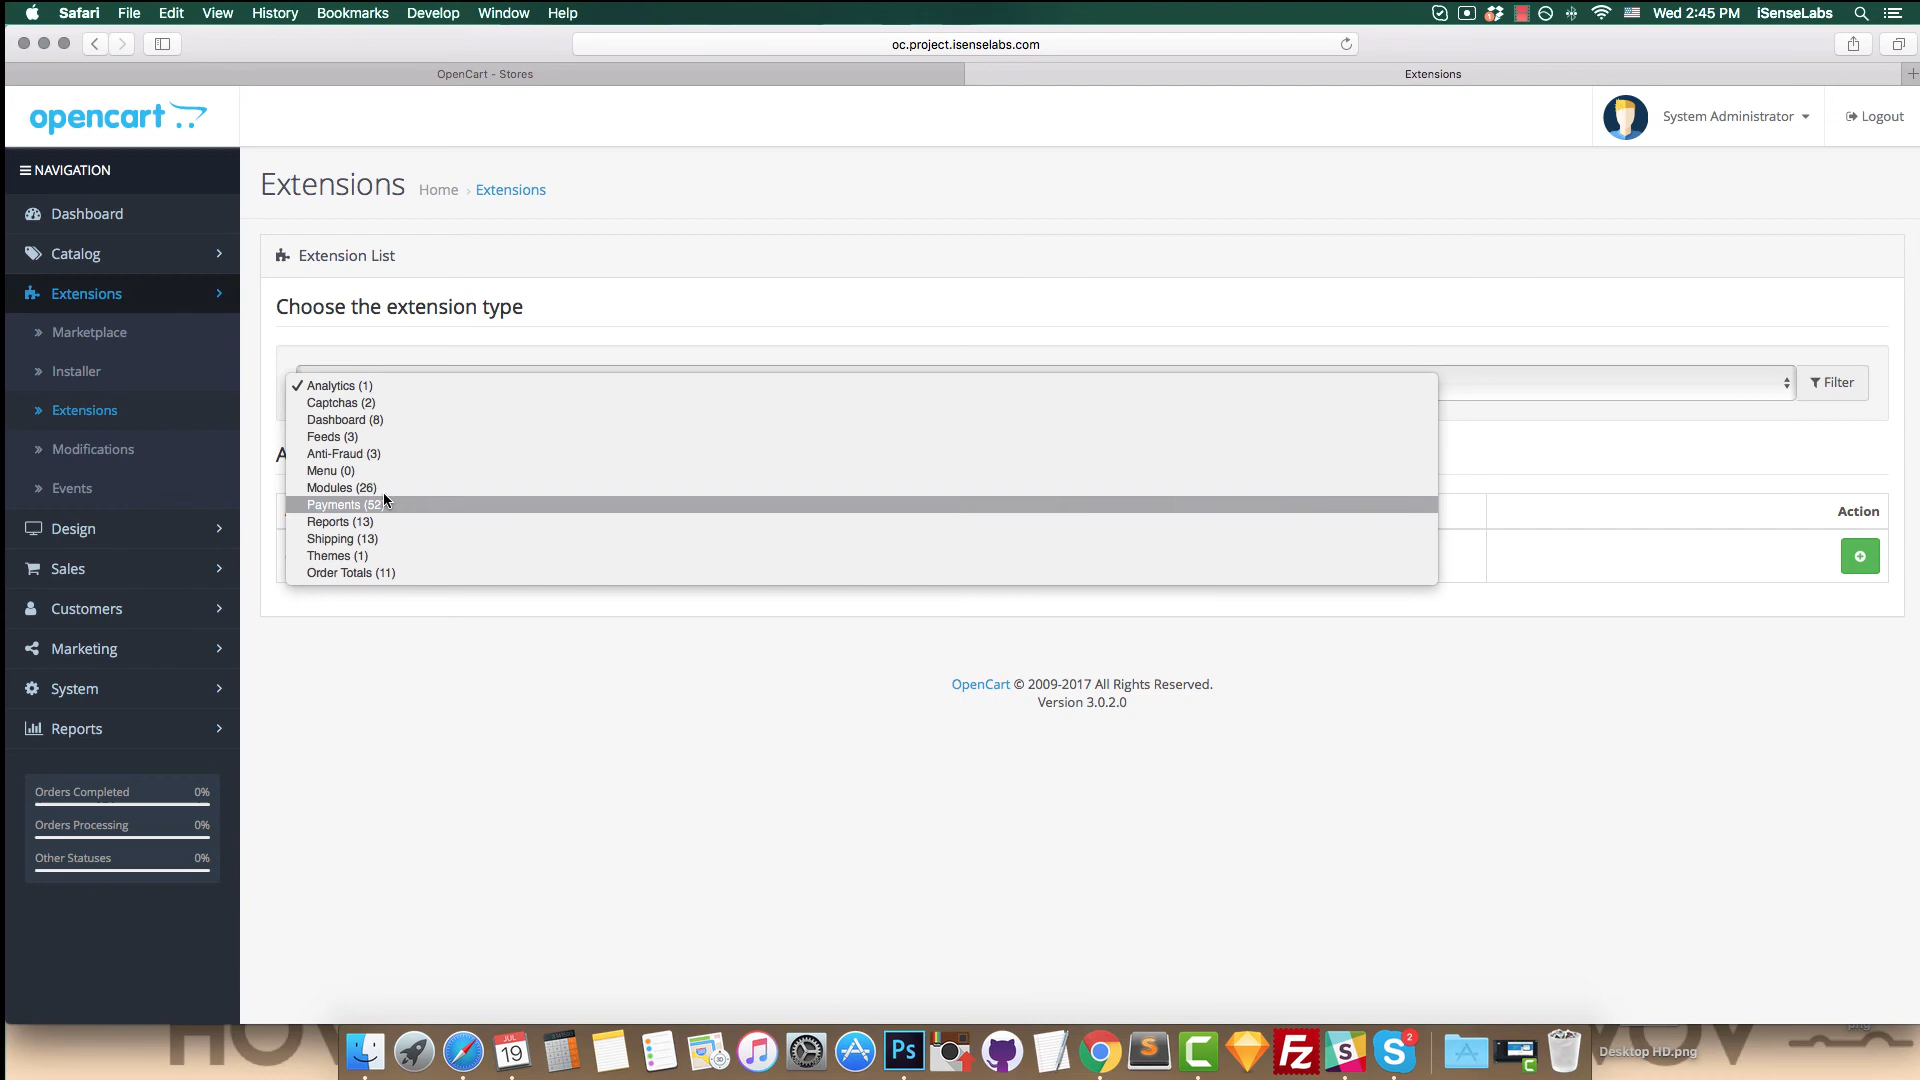 Safari File Edit View History Bookmarks Develop Window Help
Wed 2:45 PM iSenseLabs
oc.project.isenselabs.com
OpenCart - Stores
Extensions
opencart
System Administrator
Logout
NAVIGATION
Dashboard
Catalog
Extensions
Marketplace
Installer
Extensions
Modifications
Events
Design
Sales
Customers
Marketing
System
Reports
Orders Completed 0%
Orders Processing 0%
Other Statuses 0%
Extensions Home › Extensions
Extension List
Choose the extension type
Filter
Analytics (1)
Captchas (2)
Dashboard (8)
Feeds (3)
Anti-Fraud (3)
Menu (0)
Modules (26)
Payments (52)
Reports (13)
Shipping (13)
Themes (1)
Order Totals (11)
Action
OpenCart © 2009-2017 All Rights Reserved.
Version 3.0.2.0
JUL
19
Ps
Fz
2
Desktop HD.png